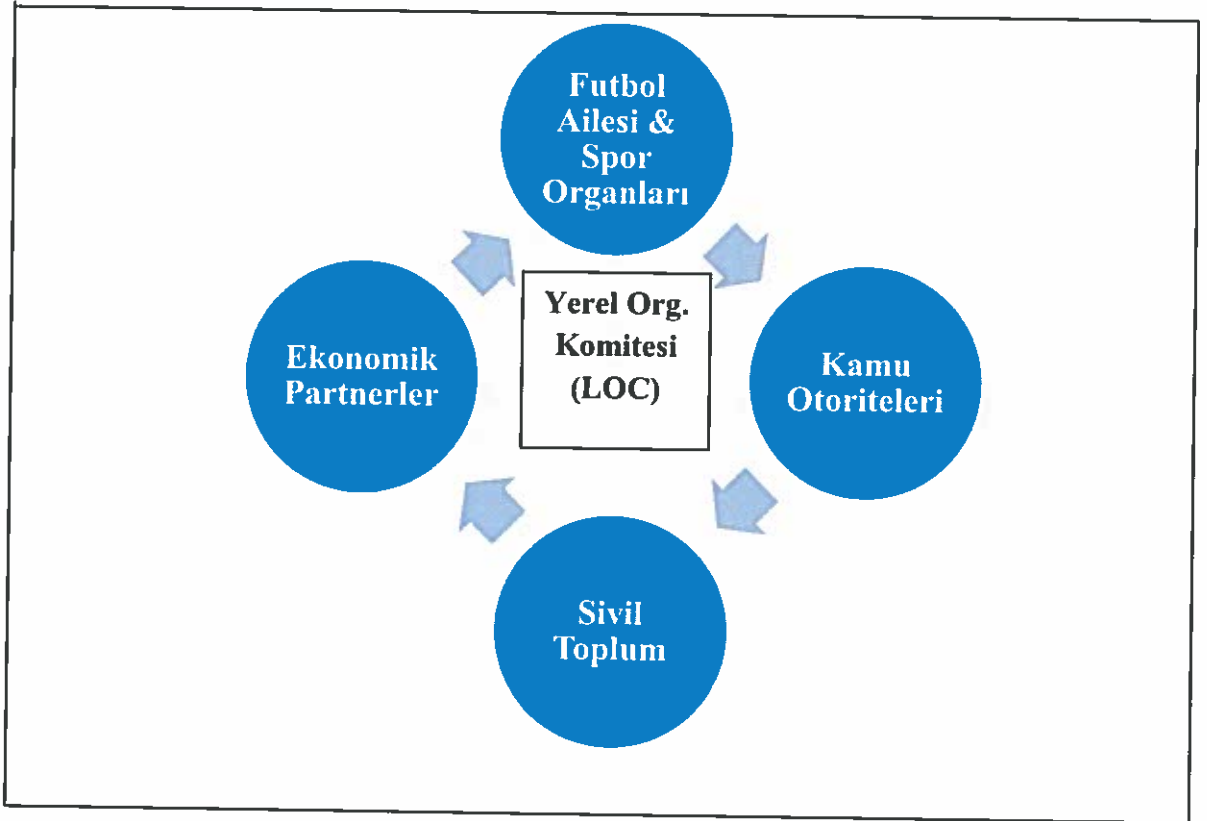 Futbol
Ailesi &
Spor
Organları
Yerel Org.
Komitesi
(LOC)
Ekonomik
Partnerler
Kamu
Otoriteleri
Sivil
Toplum